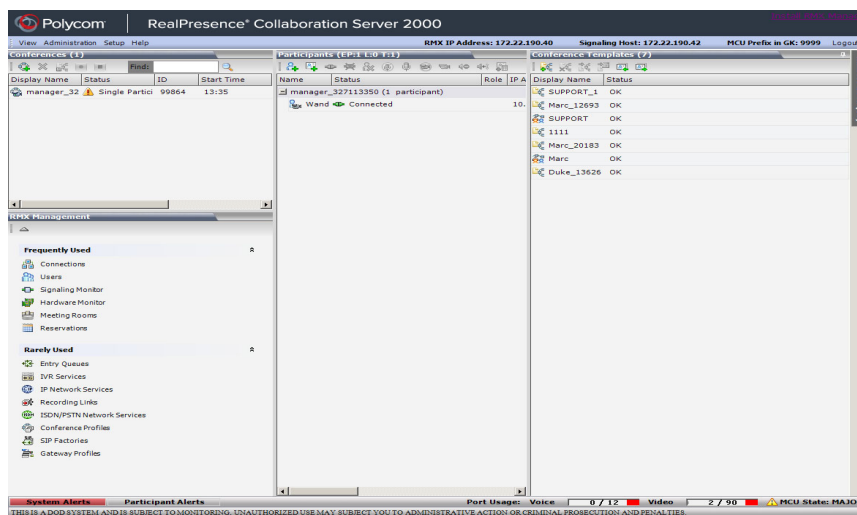 Polycom RealPresence® Collaboration Server 2000
View Administration Setup Help RMX IP Address: 172.22.190.40 Signaling Host: 172.22.190.42 MCU Prefix in GK: 9999 Logout
Conferences (1)
Find:
Display Name Status ID Start Time
manager_32 Single Partici 99864 13:35
RMX Management
Frequently Used
Connections
Users
Signaling Monitor
Hardware Monitor
Meeting Rooms
Reservations
Rarely Used
Entry Queues
IVR Services
IP Network Services
Recording Links
ISDN/PSTN Network Services
Conference Profiles
SIP Factories
Gateway Profiles
Participants (EP:1 L:0 T:1)
Name Status Role IP A
manager_327113350 (1 participant)
Wand Connected 10.
Conference Templates (7)
Display Name Status
SUPPORT_1 OK
Marc_12693 OK
SUPPORT OK
1111 OK
Marc_20183 OK
Marc OK
Duke_13626 OK
System Alerts Participant Alerts Port Usage: Voice 0 / 12 Video 2 / 90 MCU State: MAJO
THIS IS A DOD SYSTEM AND IS SUBJECT TO MONITORING, UNAUTHORIZED USE MAY SUBJECT YOU TO ADMINISTRATIVE ACTION OR CRIMINAL PROSECUTION AND PENALTIES.